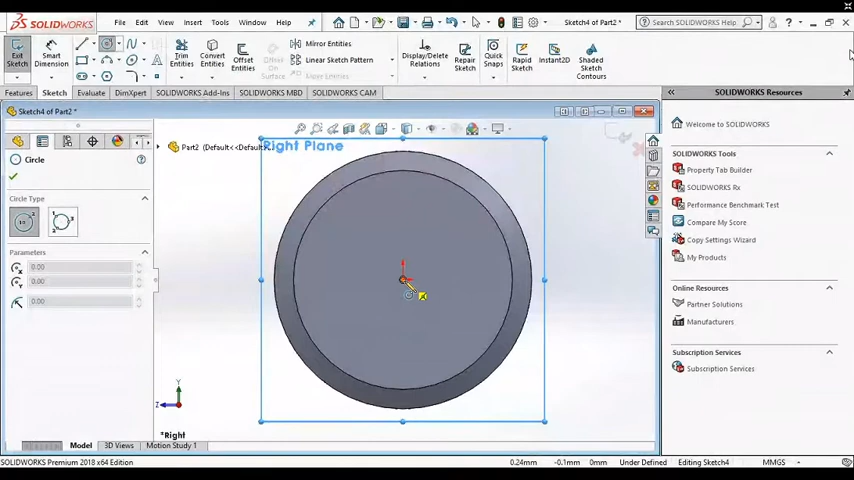 SOLIDWORKS
File Edit View Insert Tools Window Help
Sketch4 of Part2 *
Search SOLIDWORKS Help
Exit Sketch
Smart Dimension
Trim Entities
Convert Entities
Offset Entities
Offset On Surface
Mirror Entities
Linear Sketch Pattern
Move Entities
Display/Delete Relations
Repair Sketch
Quick Snaps
Rapid Sketch
Instant2D
Shaded Sketch Contours
Features Sketch Evaluate DimXpert SOLIDWORKS Add-Ins SOLIDWORKS MBD SOLIDWORKS CAM
Sketch4 of Part2 *
SOLIDWORKS Resources
Part2 (Default<<Default>...
Right Plane
Circle
Circle Type
Parameters
0.00
0.00
0.00
Welcome to SOLIDWORKS
SOLIDWORKS Tools
Property Tab Builder
SOLIDWORKS Rx
Performance Benchmark Test
Compare My Score
Copy Settings Wizard
My Products
Online Resources
Partner Solutions
Manufacturers
Subscription Services
Subscription Services
Y
Z
*Right
Model 3D Views Motion Study 1
SOLIDWORKS Premium 2018 x64 Edition
0.24mm -0.1mm 0mm Under Defined Editing Sketch4 MMGS